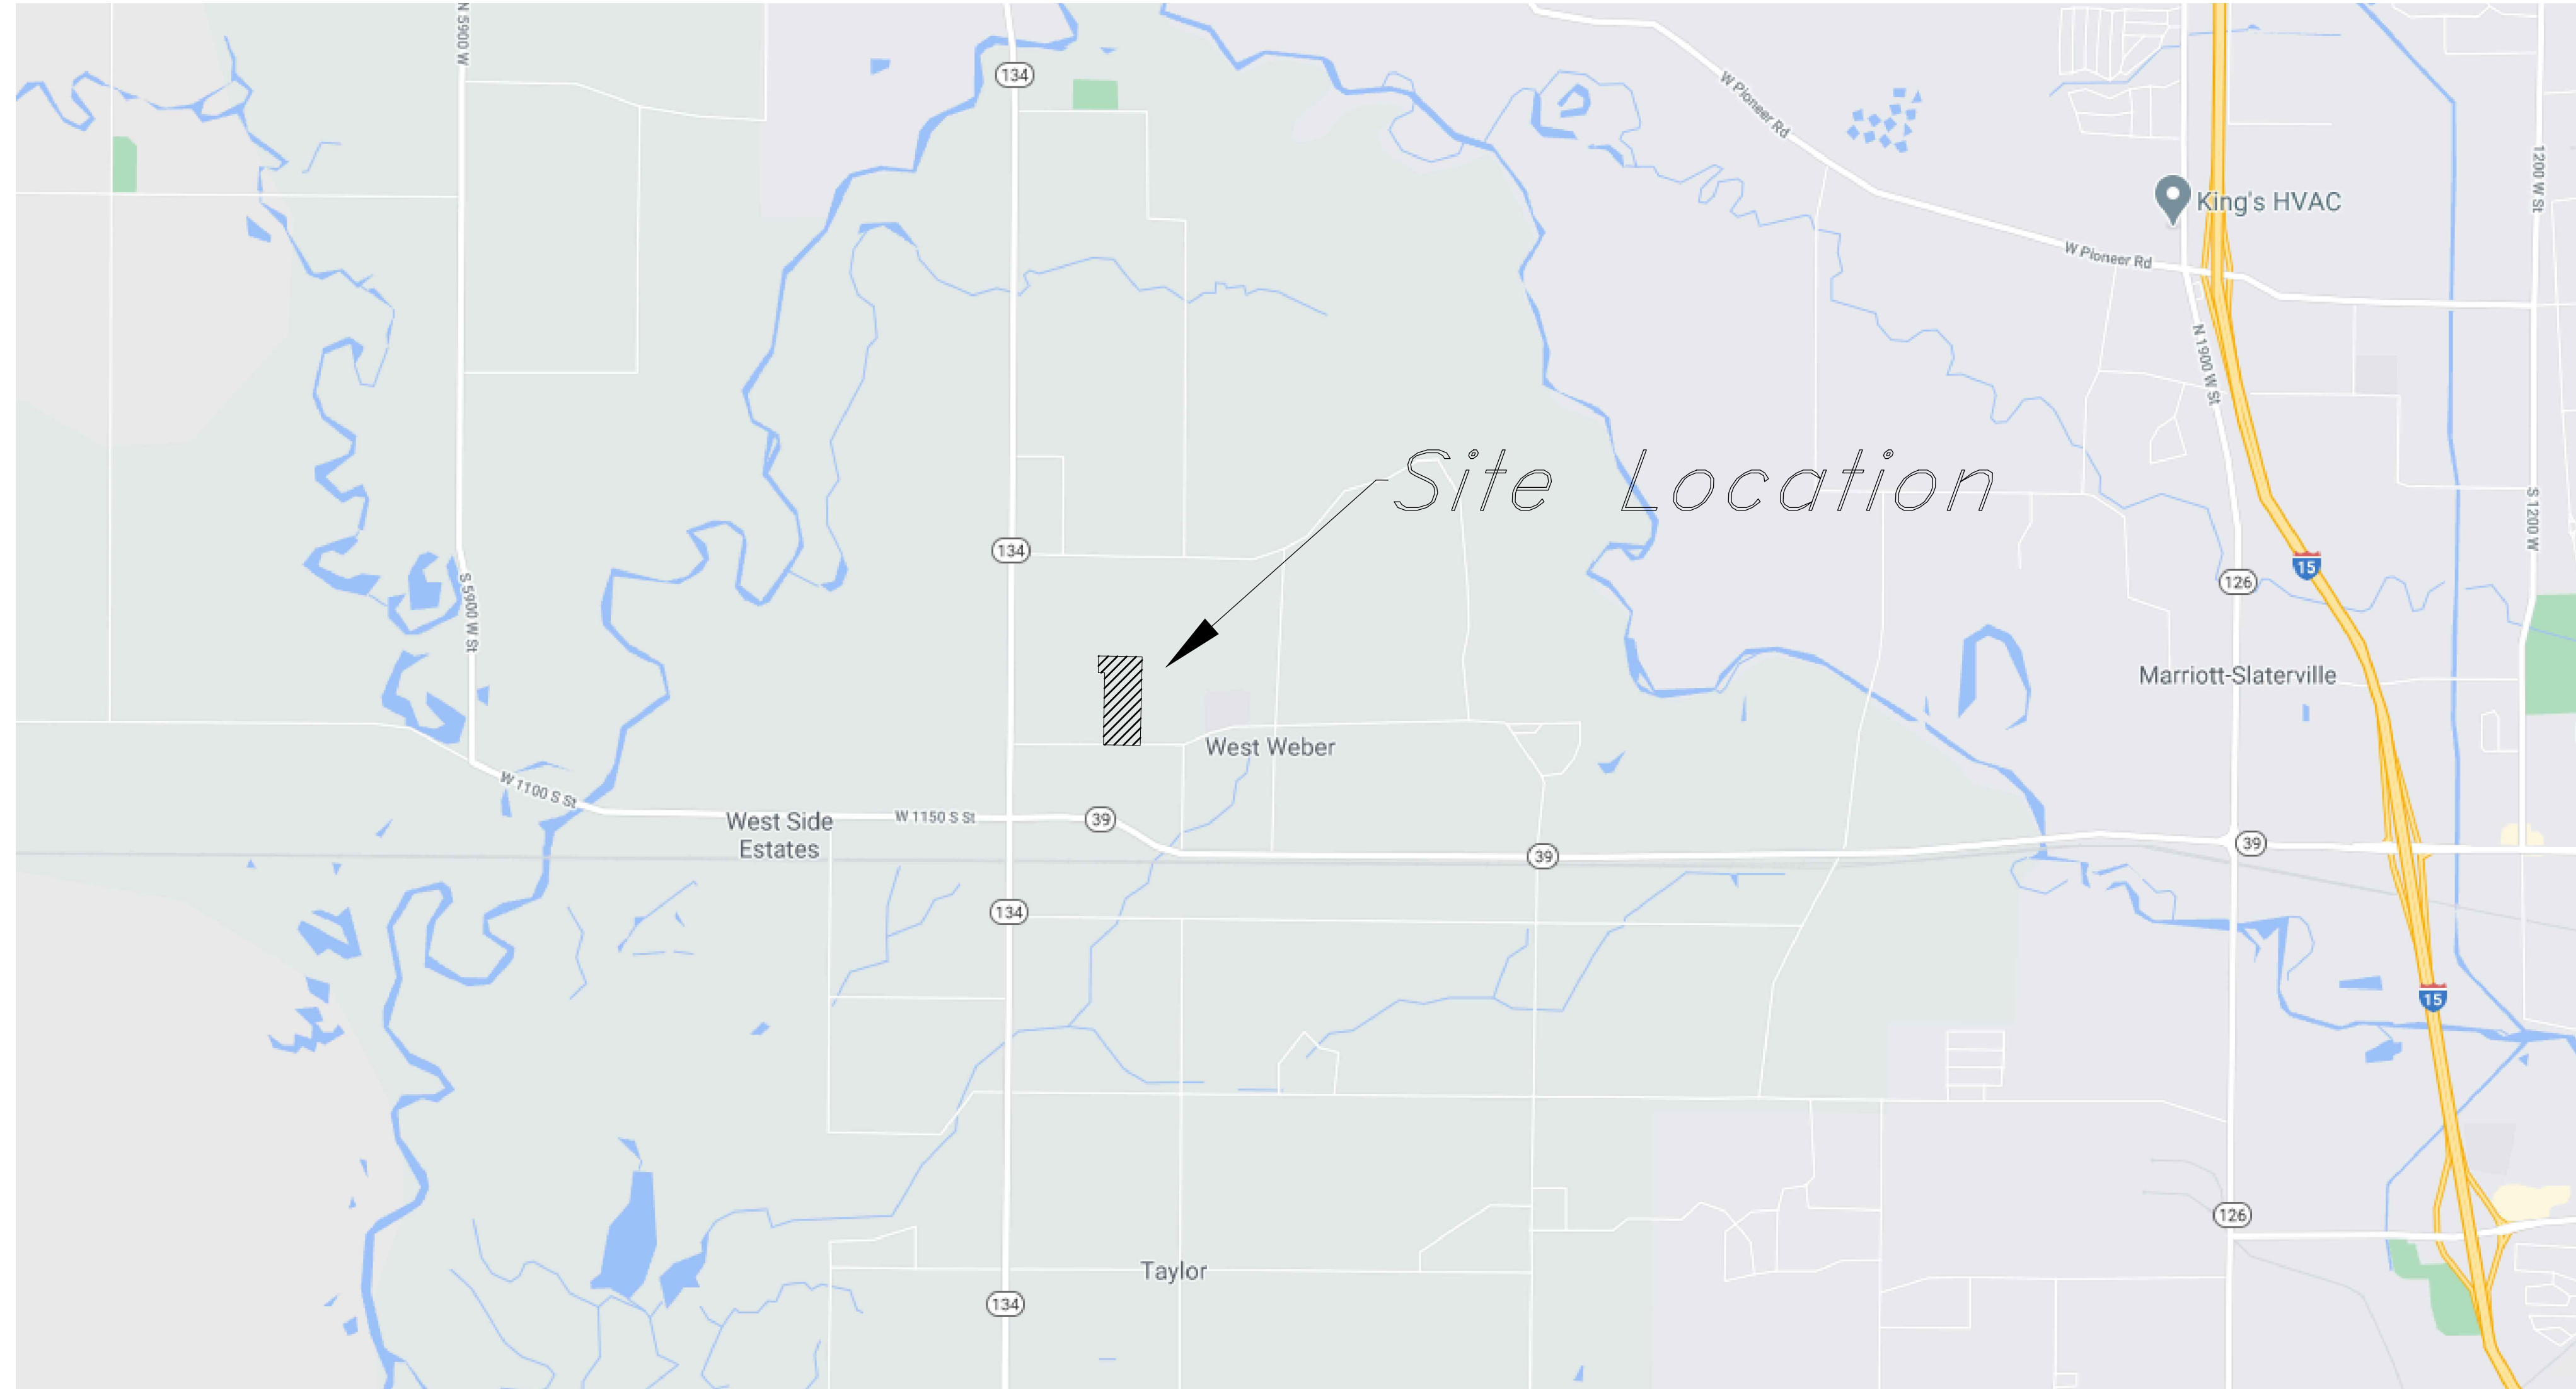 N 5900 W
134
W Pioneer Rd
1200 W St
King's HVAC
W Pioneer Rd
N 1900 W St
Site Location
S 1200 W
134
15
126
S 5900 W St
Marriott-Slaterville
West Weber
W 1100 S St
West Side
Estates
W 1150 S St
39
39
39
134
15
126
Taylor
134